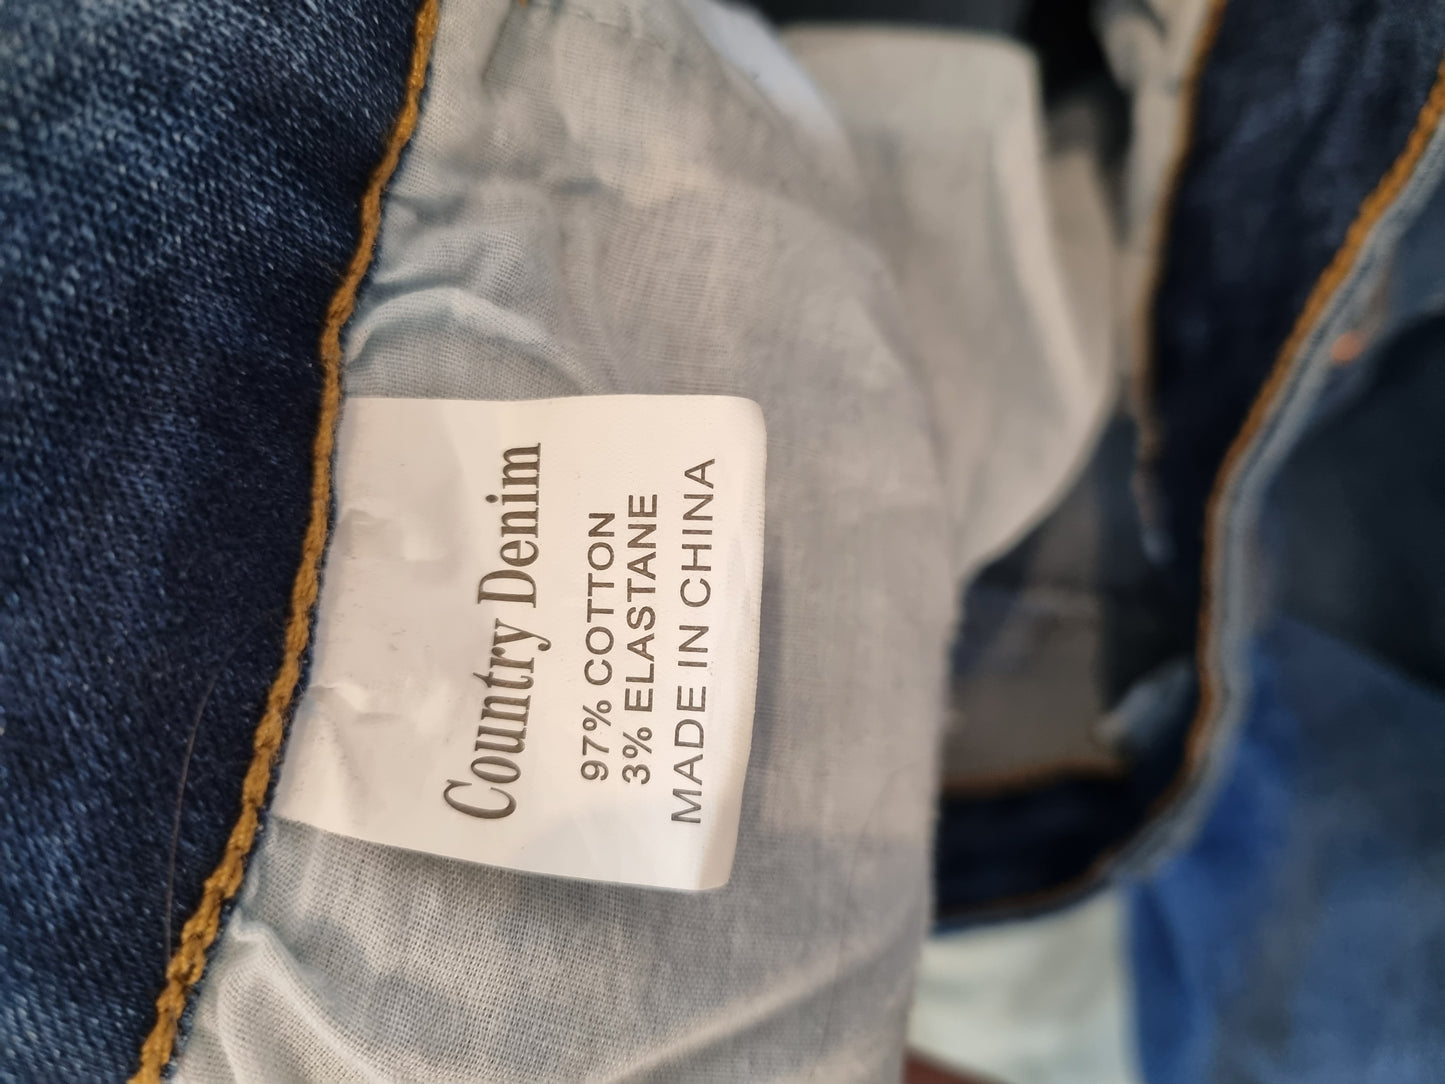 Country Denim
97% COTTON
3% ELASTANE
MADE IN CHINA